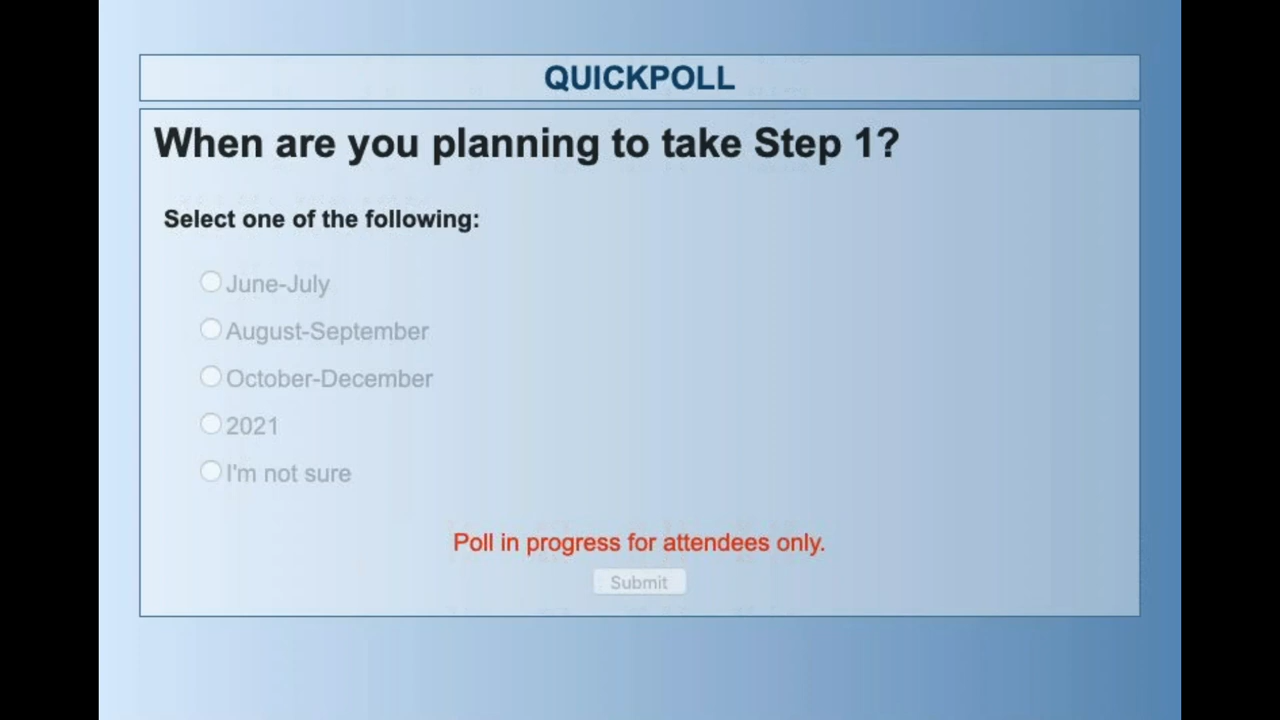 QUICKPOLL
When are you planning to take Step 1?
Select one of the following:
June-July
August-September
October-December
2021
I'm not sure
Poll in progress for attendees only.
Submit